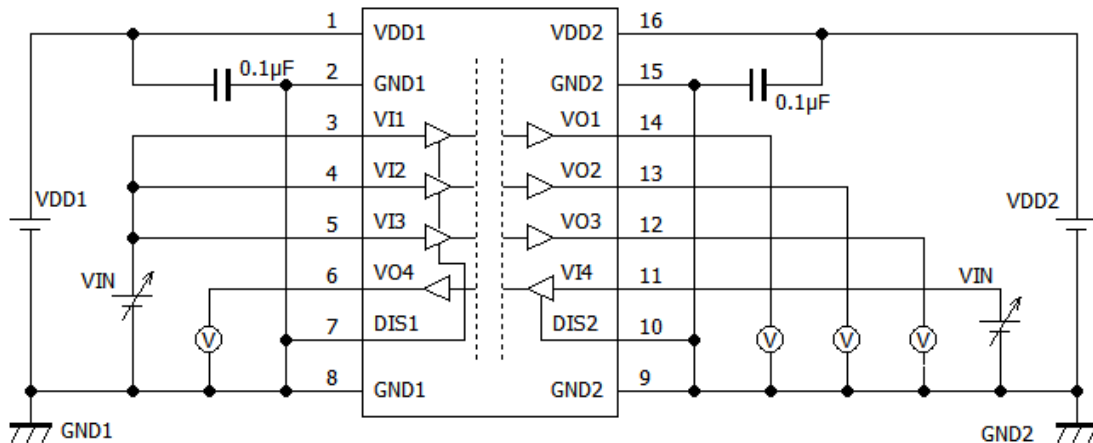 1 VDD1 VDD2 16
0.1µF 2 GND1 GND2 15 0.1µF
3 VI1 VO1 14
4 VI2 VO2 13
VDD1 VDD2
5 VI3 VO3 12
VIN 6 VO4 VI4 11 VIN
7 DIS1 DIS2 10
V V V V
8 GND1 GND2 9
GND1 GND2